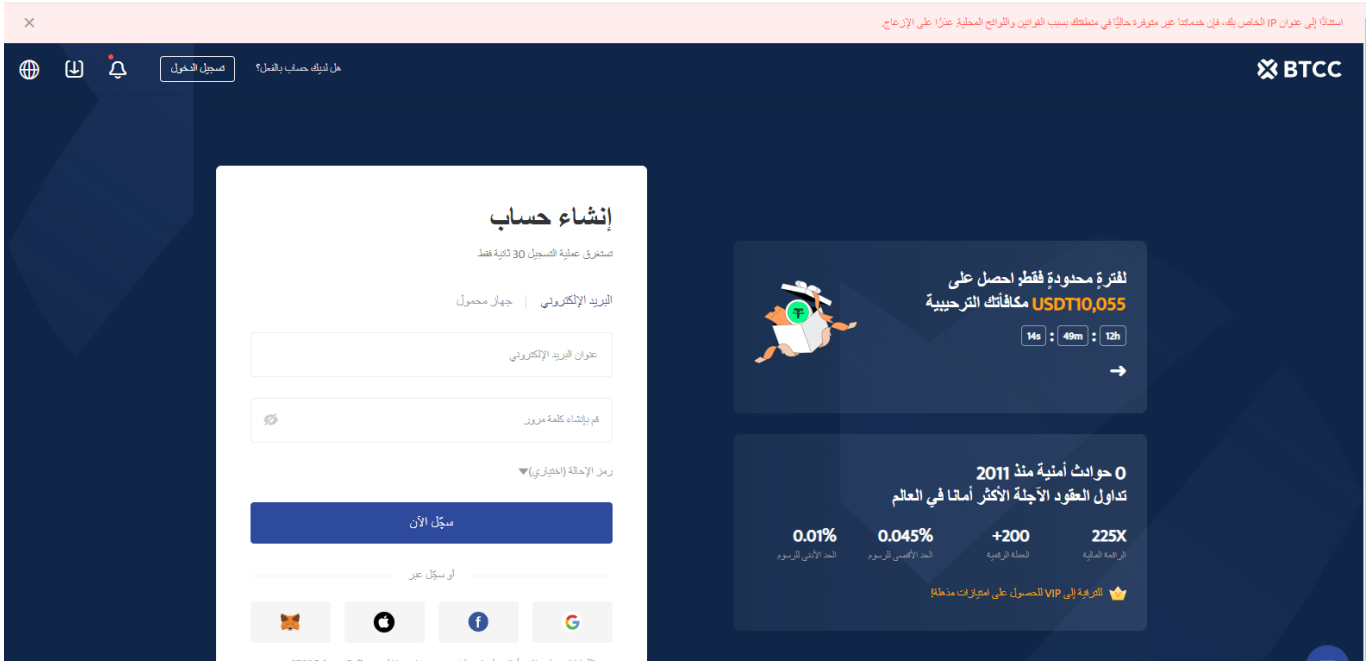 استنادًا إلى عنوان IP الخاص بك، فإن خدماتنا غير متوفرة حاليًا في منطقتك بسبب القوانين واللوائح المحلية. عذرًا على الإزعاج.
BTCC
هل لديك حساب بالفعل؟
تسجيل الدخول
إنشاء حساب
تستغرق عملية التسجيل 30 ثانية فقط
البريد الإلكتروني | جهاز محمول
عنوان البريد الإلكتروني
قم بإنشاء كلمة مرور
رمز الإحالة (اختياري)
سجّل الآن
أو سجّل عبر
لفترةٍ محدودةٍ فقط، احصل على
USDT10,055 مكافأتك الترحيبية
12h : 49m : 14s
0 حوادث أمنية منذ 2011
تداول العقود الآجلة الأكثر أمانا في العالم
225X
الرافعة المالية
200+
العملة الرقمية
0.045%
الحد الأقصى للرسوم
0.01%
الحد الأدنى للرسوم
للترقية إلى VIP للحصول على امتيازات مذهلة!